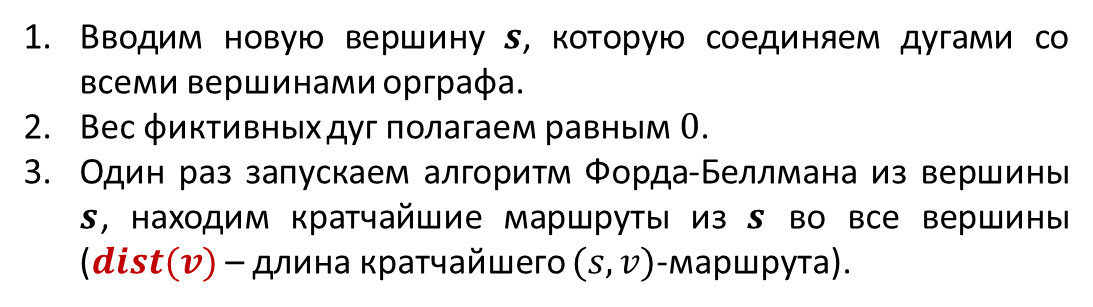 1. Вводим новую вершину s, которую соединяем дугами со
всеми вершинами орграфа.
2. Вес фиктивных дуг полагаем равным 0.
3. Один раз запускаем алгоритм Форда-Беллмана из вершины
s, находим кратчайшие маршруты из s во все вершины
(dist(v) – длина кратчайшего (s, v)-маршрута).